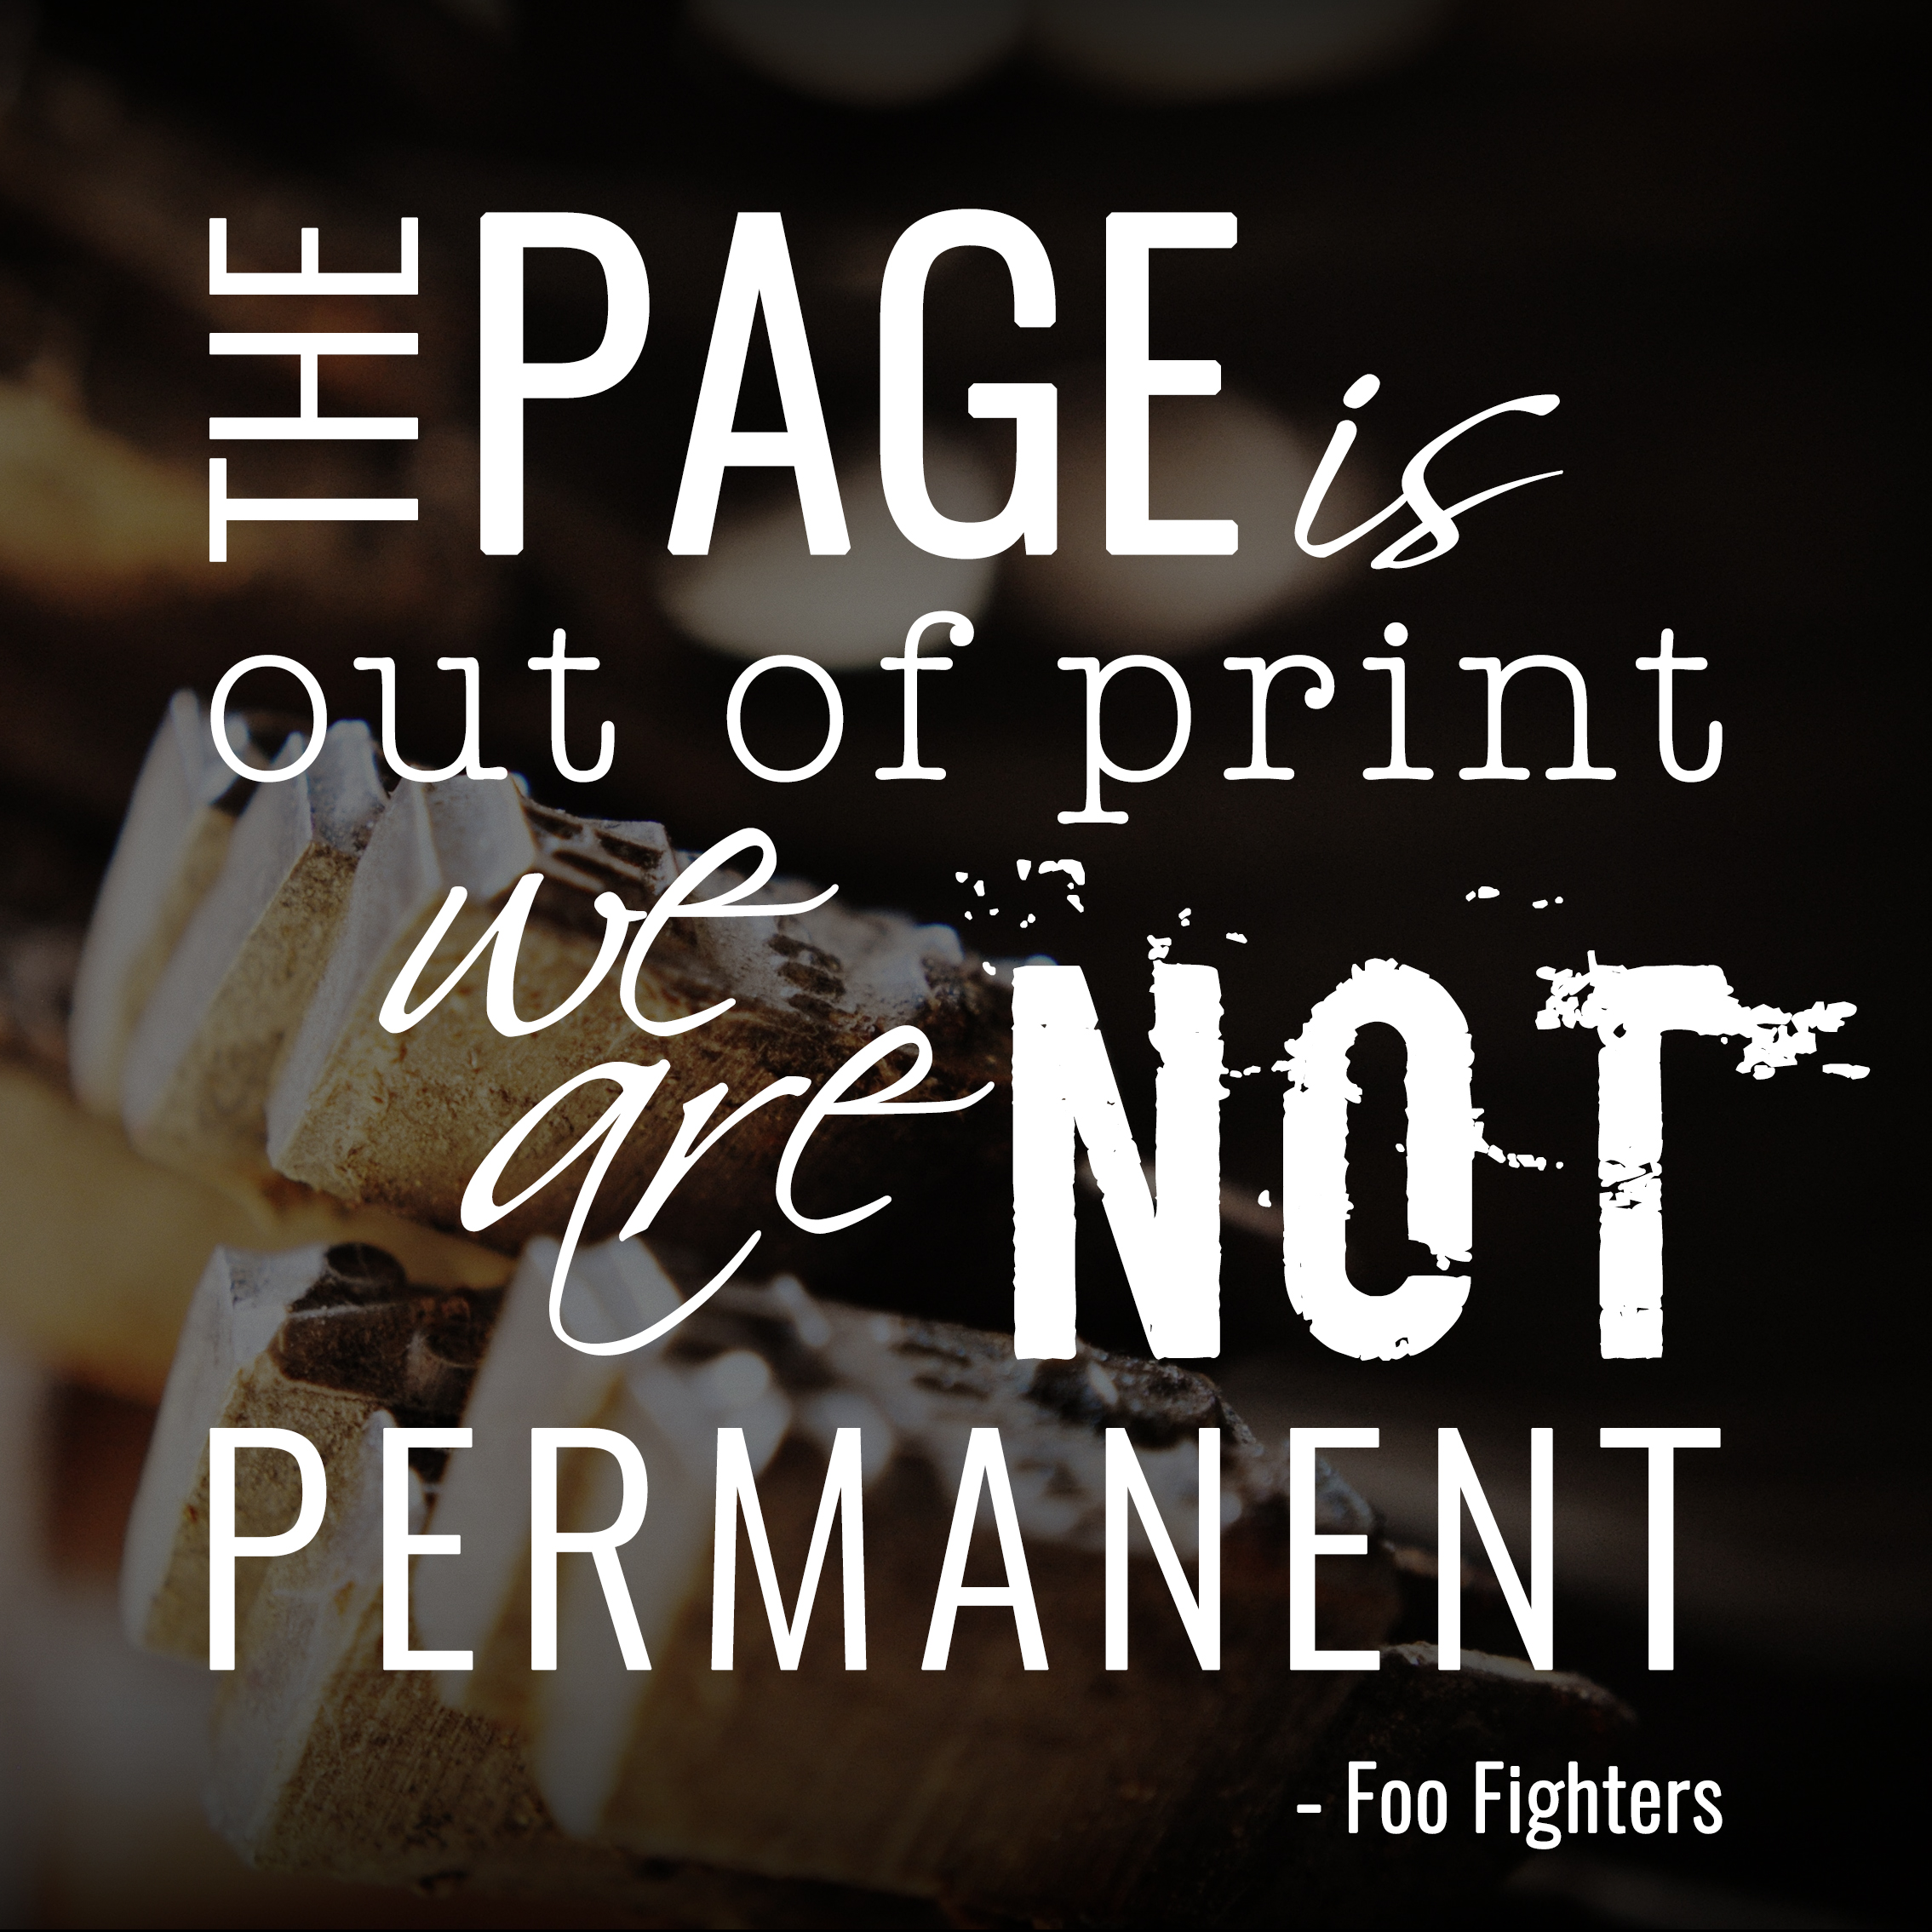 THE PAGE is
out of print
we
are NOT
PERMANENT
- Foo Fighters